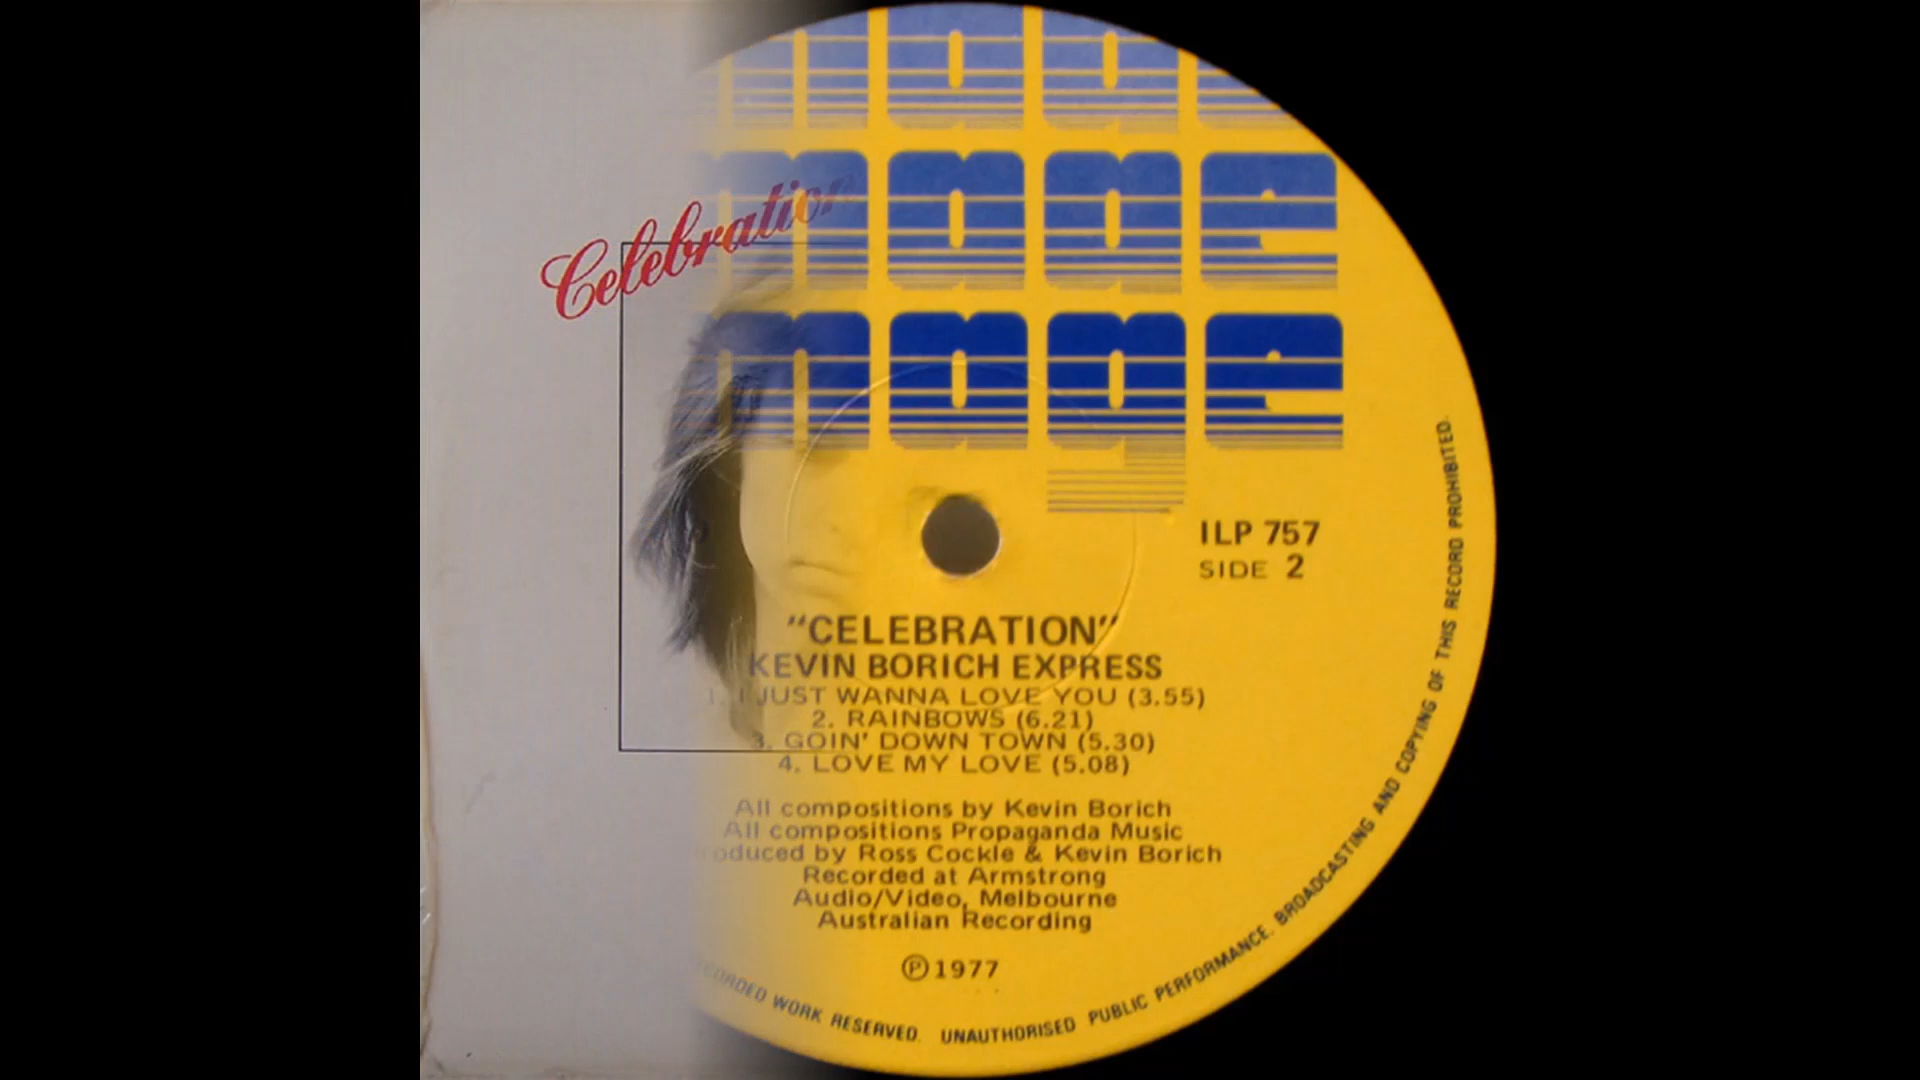 Celebration
mage
mage
ILP 757
SIDE 2
"CELEBRATION"
KEVIN BORICH EXPRESS
1. I JUST WANNA LOVE YOU (3.55)
2. RAINBOWS (6.21)
3. GOIN' DOWN TOWN (5.30)
4. LOVE MY LOVE (5.08)
All compositions by Kevin Borich
All compositions Propaganda Music
oduced by Ross Cockle & Kevin Borich
Recorded at Armstrong
Audio/Video, Melbourne
Australian Recording
℗1977
CORDED WORK RESERVED. UNAUTHORISED PUBLIC PERFORMANCE. BROADCASTING AND COPYING OF THIS RECORD PROHIBITED.